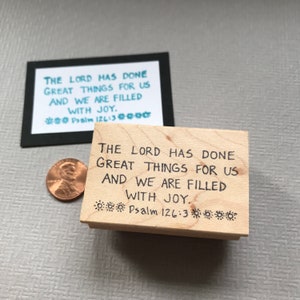 THE LORD HAS DONE
GREAT THINGS FOR US
AND WE ARE FILLED
WITH JOY.
Psalm 126:3
THE LORD HAS DONE
GREAT THINGS FOR US
AND WE ARE FILLED
WITH JOY.
Psalm 126:3